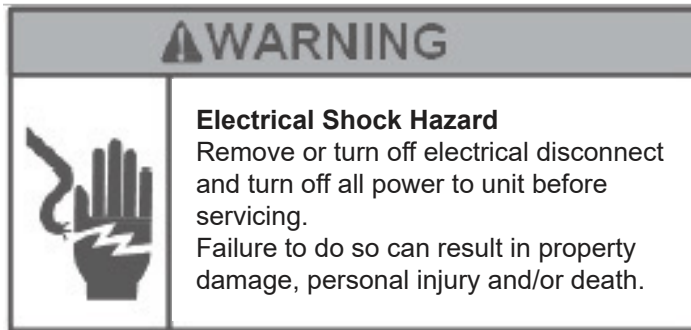 WARNING
Electrical Shock Hazard
Remove or turn off electrical disconnect
and turn off all power to unit before
servicing.
Failure to do so can result in property
damage, personal injury and/or death.